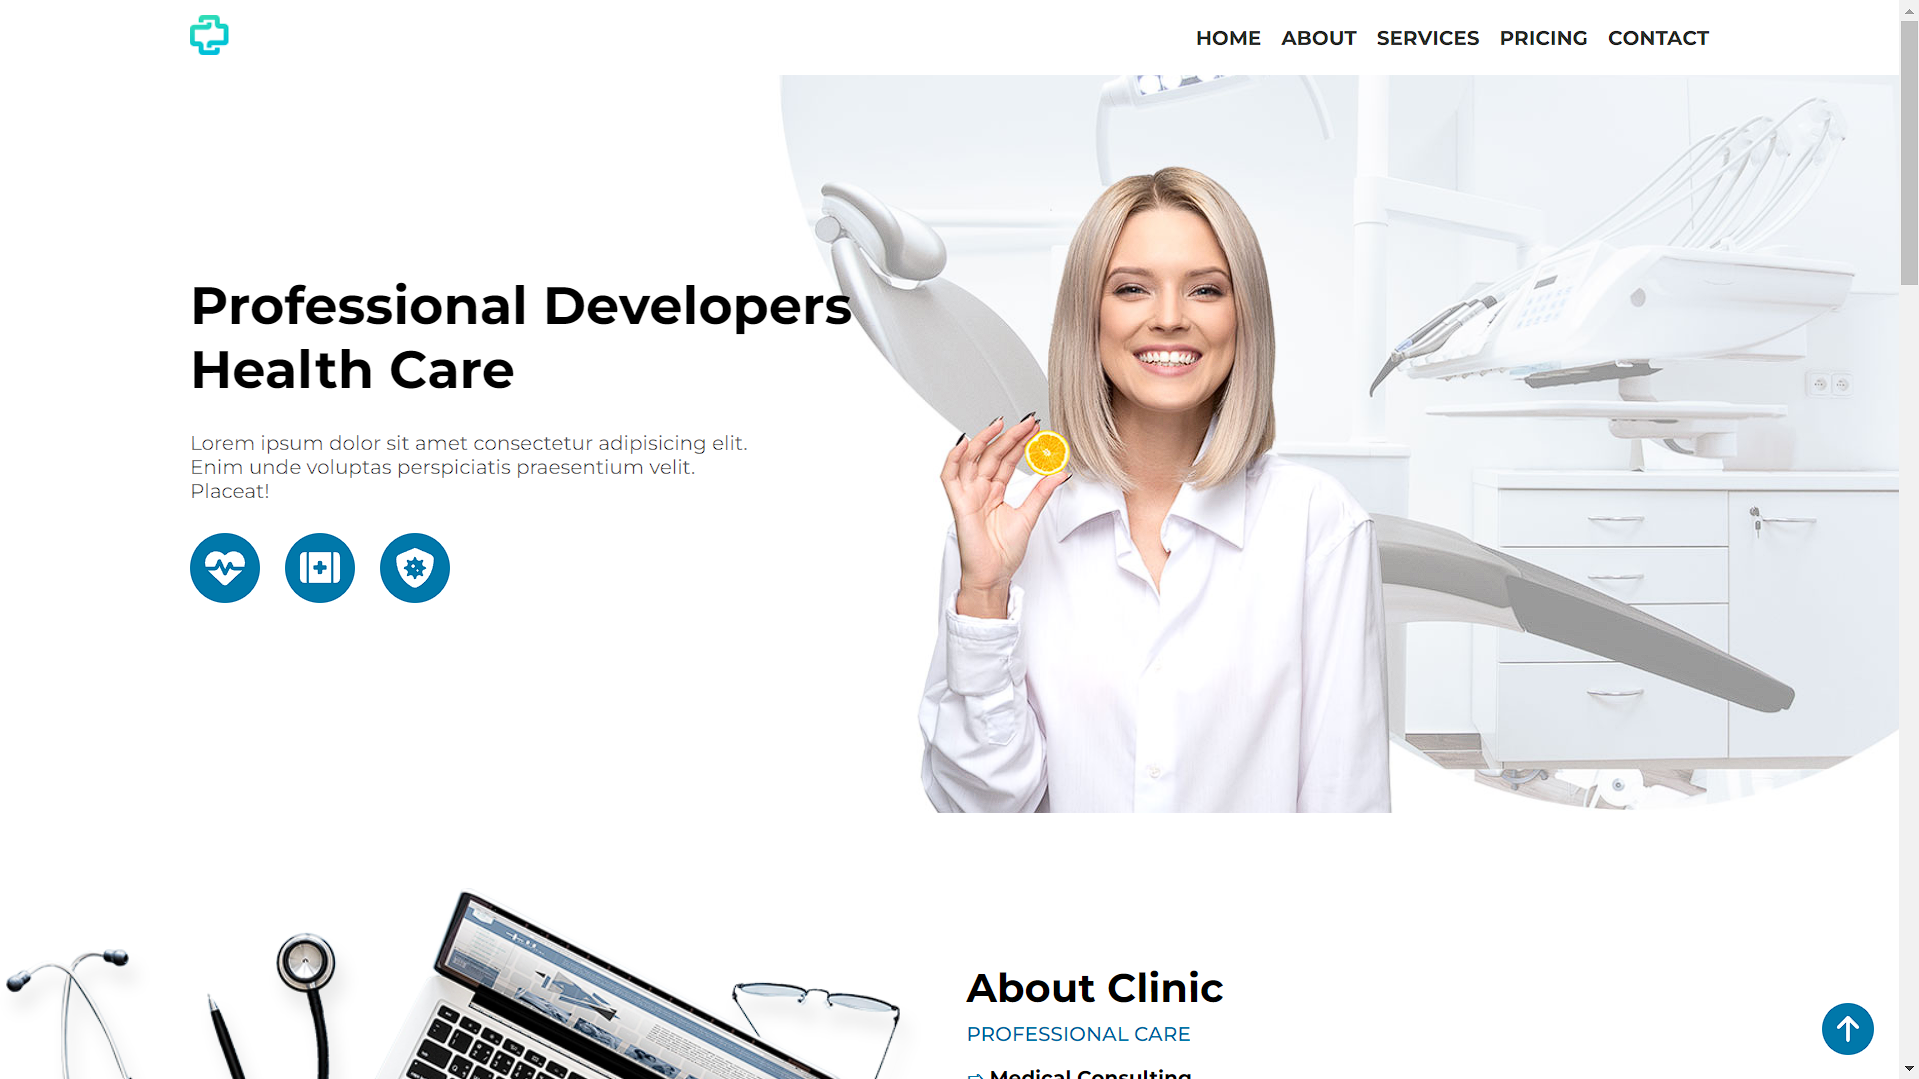 HOME ABOUT SERVICES PRICING CONTACT
Professional Developers
Health Care
Lorem ipsum dolor sit amet consectetur adipisicing elit.
Enim unde voluptas perspiciatis praesentium velit.
Placeat!
About Clinic
PROFESSIONAL CARE
⇨ Medical Consulting